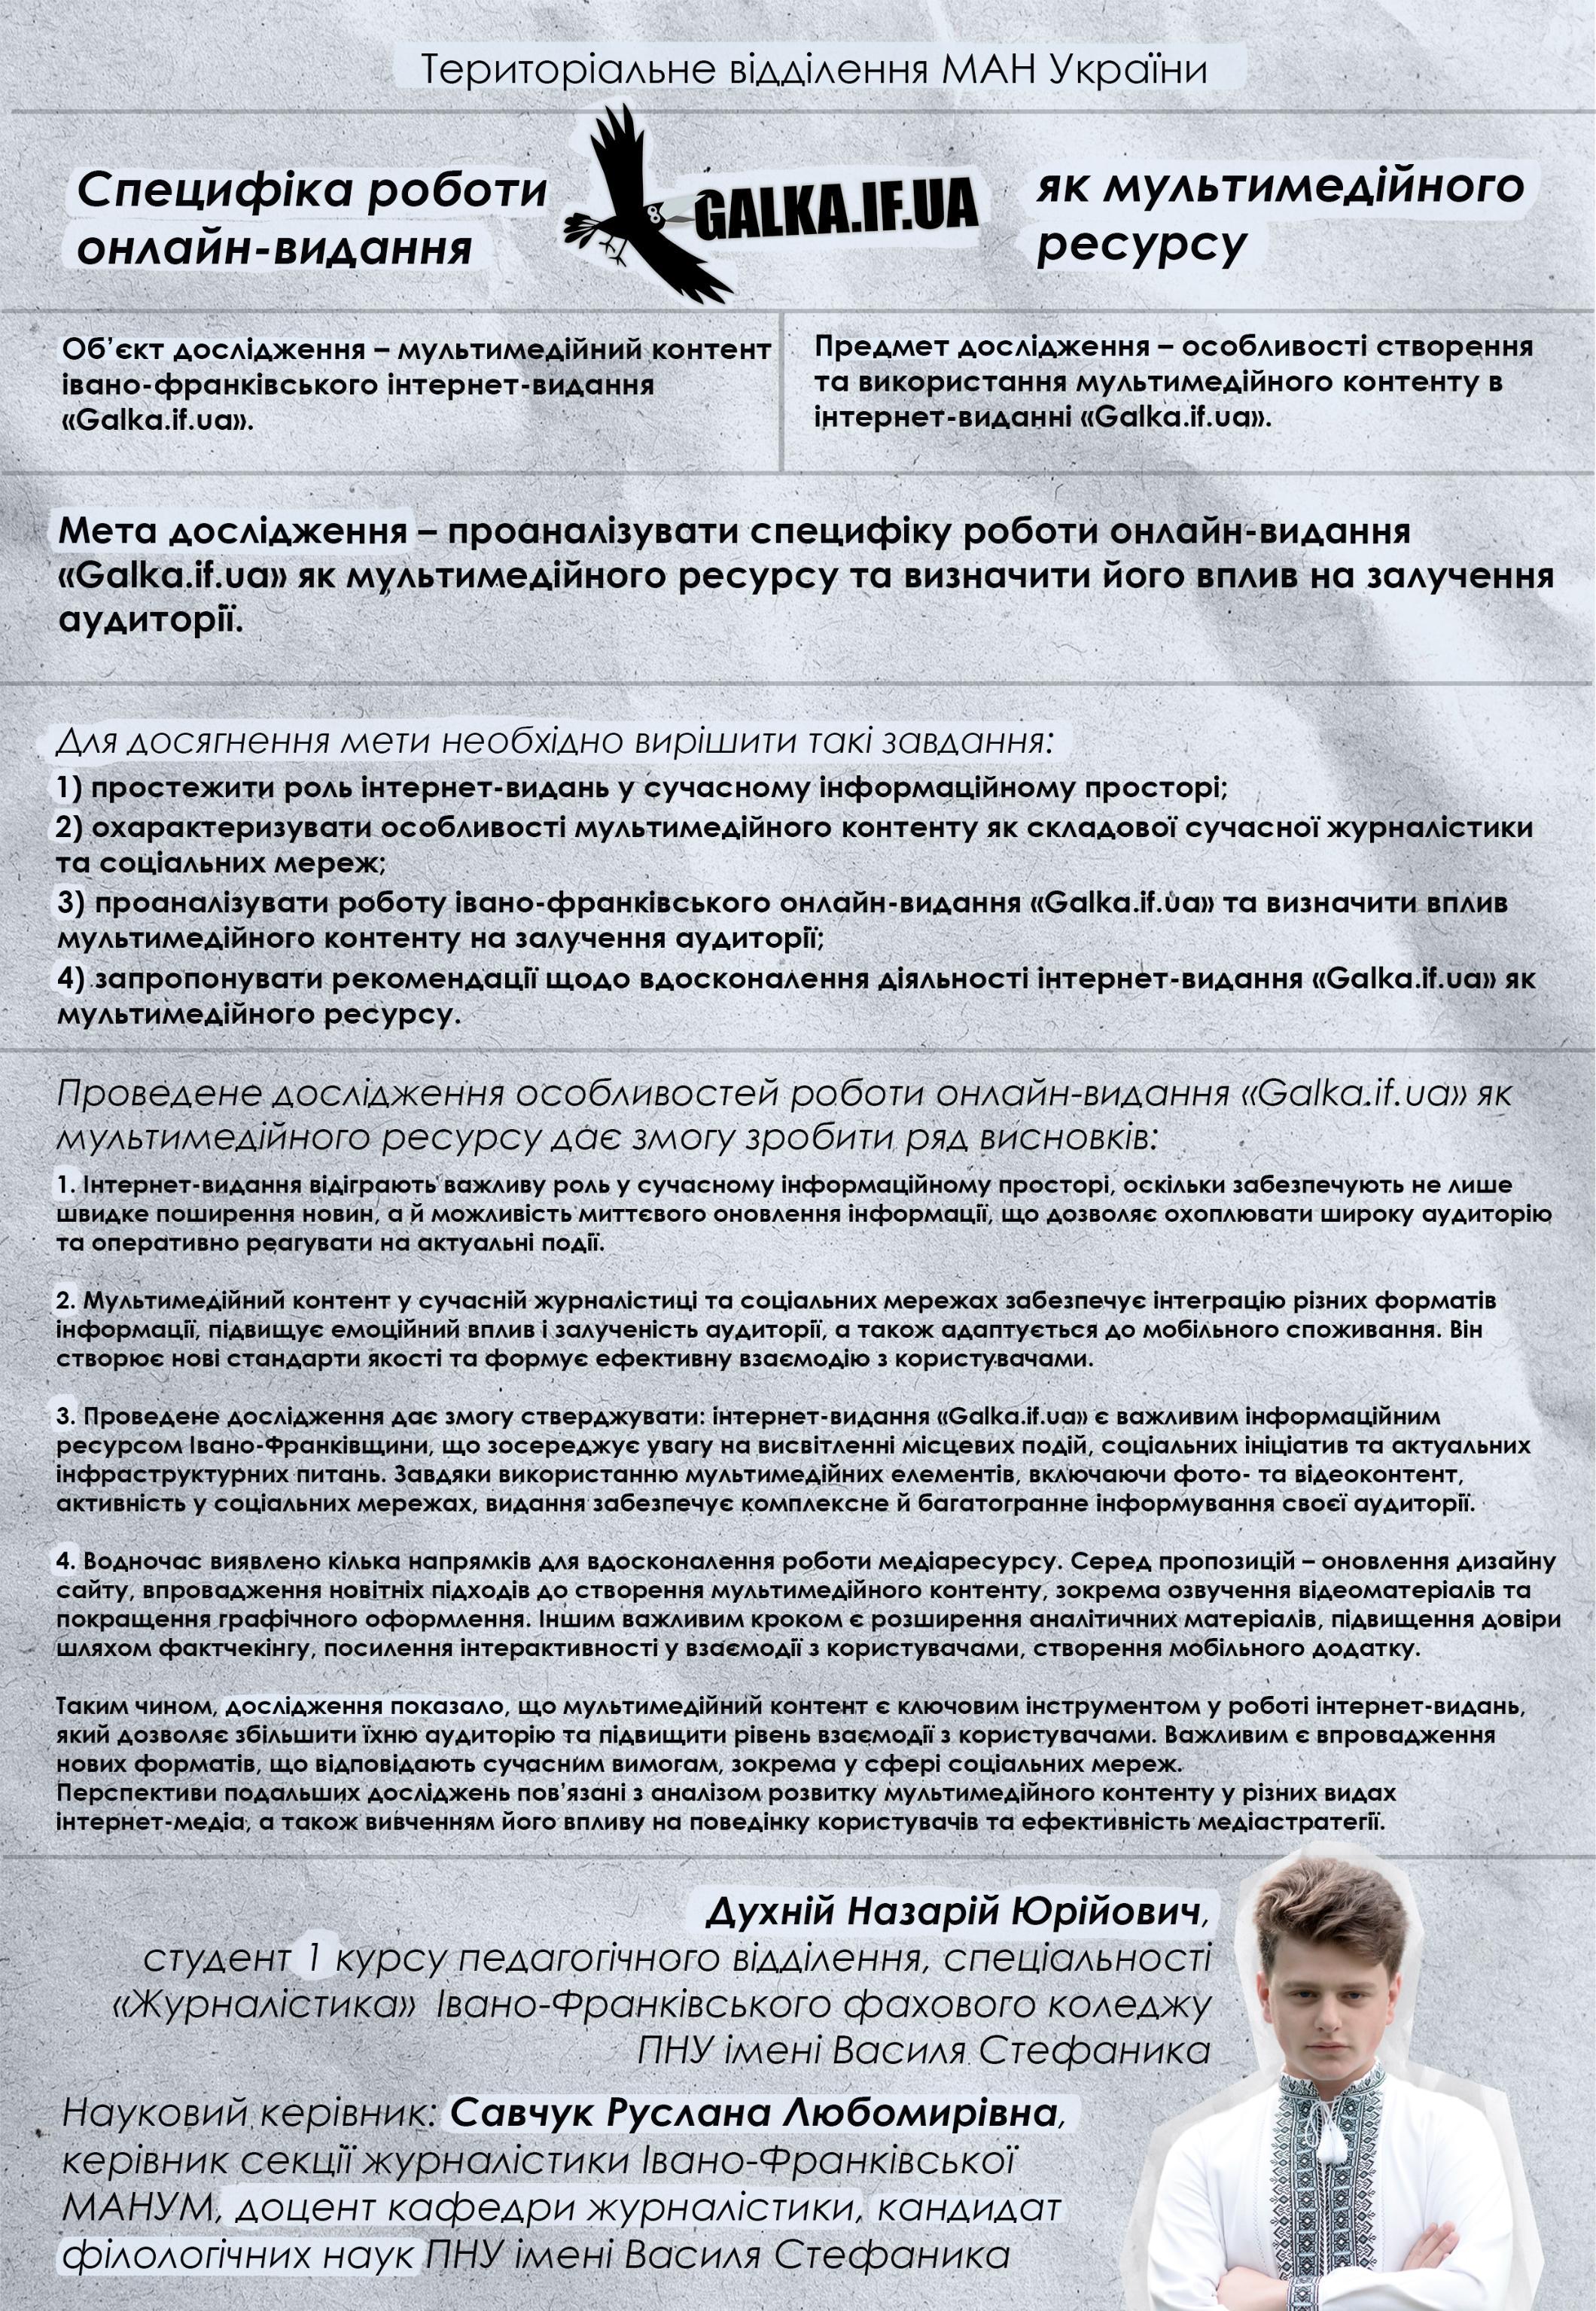 Територіальне відділення МАН України
Специфіка роботи
онлайн-видання
GALKA.IF.UA
як мультимедійного
ресурсу
Об’єкт дослідження – мультимедійний контент
івано-франківського інтернет-видання
«Galka.if.ua».
Предмет дослідження – особливості створення
та використання мультимедійного контенту в
інтернет-виданні «Galka.if.ua».
Мета дослідження – проаналізувати специфіку роботи онлайн-видання
«Galka.if.ua» як мультимедійного ресурсу та визначити його вплив на залучення
аудиторії.
Для досягнення мети необхідно вирішити такі завдання:
1) простежити роль інтернет-видань у сучасному інформаційному просторі;
2) охарактеризувати особливості мультимедійного контенту як складової сучасної журналістики
та соціальних мереж;
3) проаналізувати роботу івано-франківського онлайн-видання «Galka.if.ua» та визначити вплив
мультимедійного контенту на залучення аудиторії;
4) запропонувати рекомендації щодо вдосконалення діяльності інтернет-видання «Galka.if.ua» як
мультимедійного ресурсу.
Проведене дослідження особливостей роботи онлайн-видання «Galka.if.ua» як
мультимедійного ресурсу дає змогу зробити ряд висновків:
1. Інтернет-видання відіграють важливу роль у сучасному інформаційному просторі, оскільки забезпечують не лише
швидке поширення новин, а й можливість миттєвого оновлення інформації, що дозволяє охоплювати широку аудиторію
та оперативно реагувати на актуальні події.
2. Мультимедійний контент у сучасній журналістиці та соціальних мережах забезпечує інтеграцію різних форматів
інформації, підвищує емоційний вплив і залученість аудиторії, а також адаптується до мобільного споживання. Він
створює нові стандарти якості та формує ефективну взаємодію з користувачами.
3. Проведене дослідження дає змогу стверджувати: інтернет-видання «Galka.if.ua» є важливим інформаційним
ресурсом Івано-Франківщини, що зосереджує увагу на висвітленні місцевих подій, соціальних ініціатив та актуальних
інфраструктурних питань. Завдяки використанню мультимедійних елементів, включаючи фото- та відеоконтент,
активність у соціальних мережах, видання забезпечує комплексне й багатогранне інформування своєї аудиторії.
4. Водночас виявлено кілька напрямків для вдосконалення роботи медіаресурсу. Серед пропозицій – оновлення дизайну
сайту, впровадження новітніх підходів до створення мультимедійного контенту, зокрема озвучення відеоматеріалів та
покращення графічного оформлення. Іншим важливим кроком є розширення аналітичних матеріалів, підвищення довіри
шляхом фактчекінгу, посилення інтерактивності у взаємодії з користувачами, створення мобільного додатку.
Таким чином, дослідження показало, що мультимедійний контент є ключовим інструментом у роботі інтернет-видань,
який дозволяє збільшити їхню аудиторію та підвищити рівень взаємодії з користувачами. Важливим є впровадження
нових форматів, що відповідають сучасним вимогам, зокрема у сфері соціальних мереж.
Перспективи подальших досліджень пов’язані з аналізом розвитку мультимедійного контенту у різних видах
інтернет-медіа, а також вивченням його впливу на поведінку користувачів та ефективність медіастратегії.
Духній Назарій Юрійович,
студент 1 курсу педагогічного відділення, спеціальності
«Журналістика» Івано-Франківського фахового коледжу
ПНУ імені Василя Стефаника
Науковий керівник: Савчук Руслана Любомирівна,
керівник секції журналістики Івано-Франківської
МАНУМ, доцент кафедри журналістики, кандидат
філологічних наук ПНУ імені Василя Стефаника